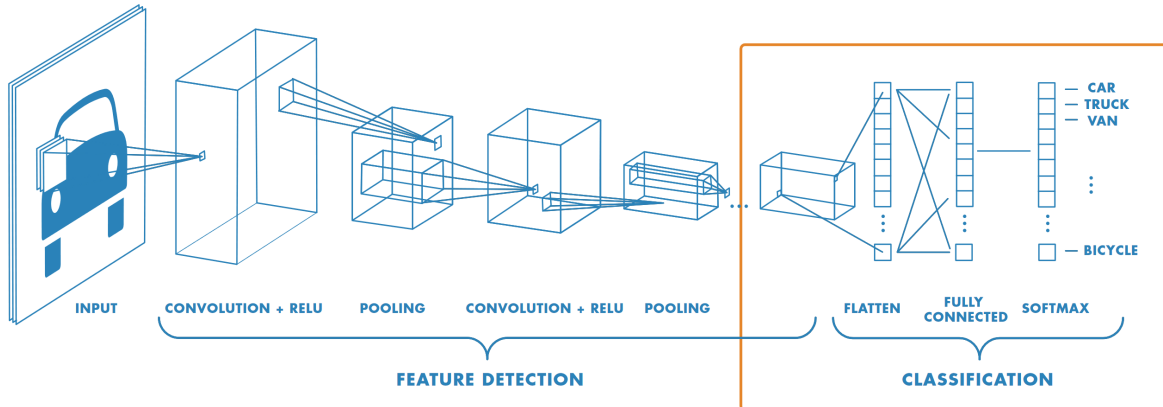 CAR
TRUCK
VAN
BICYCLE
INPUT
CONVOLUTION + RELU
POOLING
CONVOLUTION + RELU
POOLING
FLATTEN
FULLY
CONNECTED
SOFTMAX
FEATURE DETECTION
CLASSIFICATION